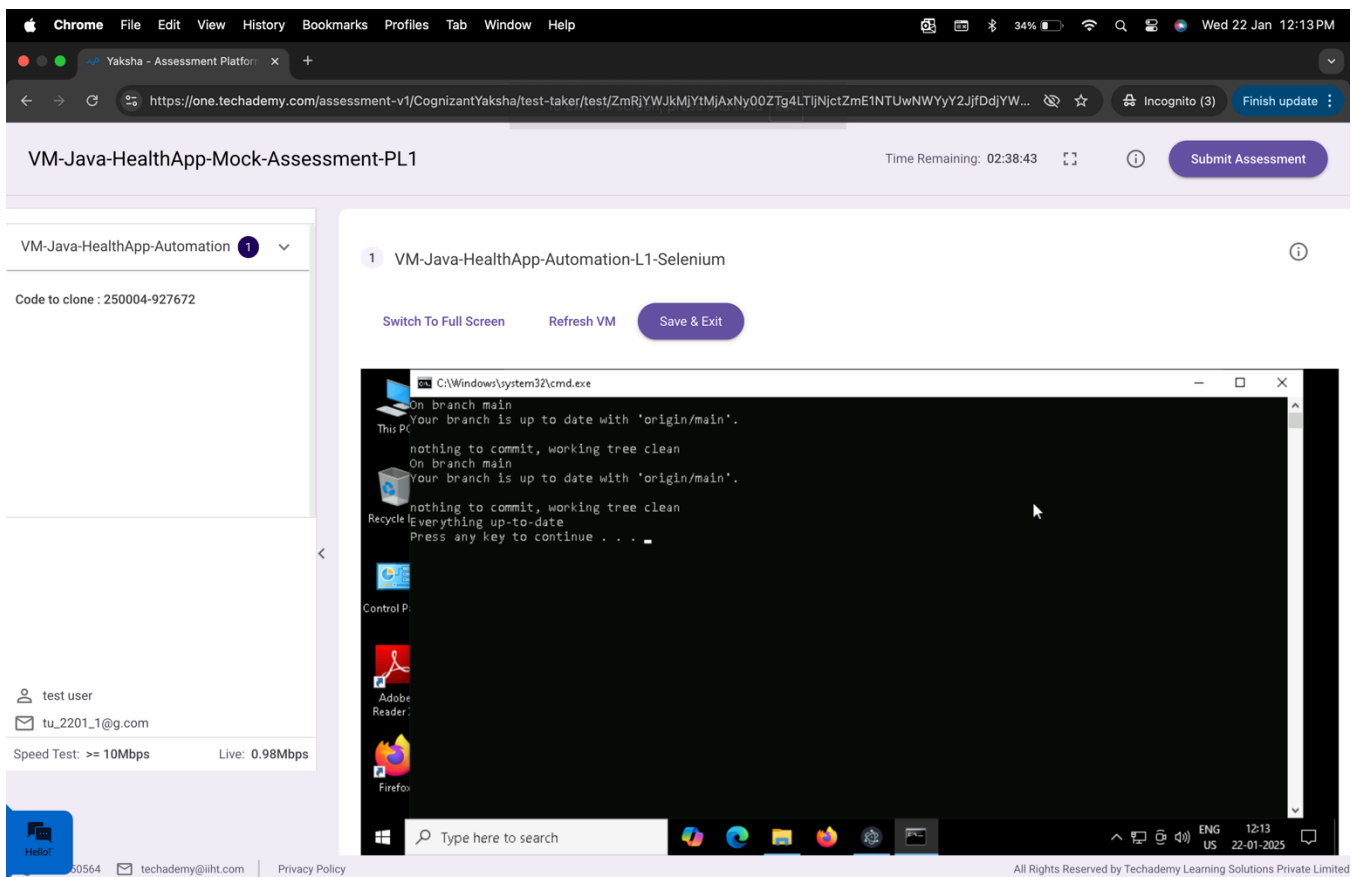 Chrome File Edit View History Bookmarks Profiles Tab Window Help 34% Wed 22 Jan 12:13 PM
Yaksha - Assessment Platform
https://one.techademy.com/assessment-v1/CognizantYaksha/test-taker/test/ZmRjYWJkMjYtMjAxNy00ZTg4LTljNjctZmE1NTUwNWYyY2JjfDdjYW... Incognito (3) Finish update
VM-Java-HealthApp-Mock-Assessment-PL1 Time Remaining: 02:38:43 Submit Assessment
VM-Java-HealthApp-Automation 1
Code to clone : 250004-927672
1 VM-Java-HealthApp-Automation-L1-Selenium
Switch To Full Screen Refresh VM Save & Exit
C:\Windows\system32\cmd.exe
On branch main
Your branch is up to date with 'origin/main'.
nothing to commit, working tree clean
On branch main
Your branch is up to date with 'origin/main'.
nothing to commit, working tree clean
Everything up-to-date
Press any key to continue . . .
This PC
Recycle
Control P
Adobe
Reader
Firefox
test user
tu_2201_1@g.com
Speed Test: >= 10Mbps Live: 0.98Mbps
Type here to search ENG 12:13
US 22-01-2025
Hello!
50564 techademy@iiht.com Privacy Policy All Rights Reserved by Techademy Learning Solutions Private Limited